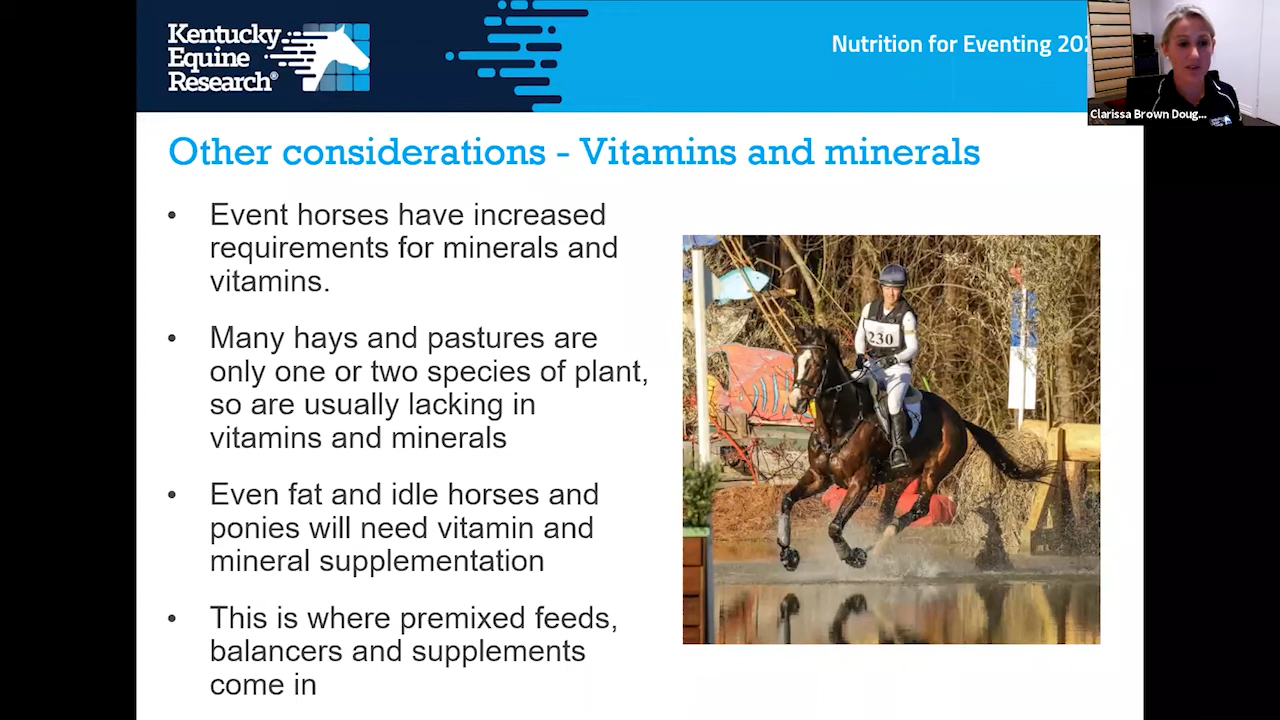 Kentucky
Equine
Research®
Nutrition for Eventing 202
Clarissa Brown Doug...
Other considerations - Vitamins and minerals
• Event horses have increased
requirements for minerals and
vitamins.
• Many hays and pastures are
only one or two species of plant,
so are usually lacking in
vitamins and minerals
• Even fat and idle horses and
ponies will need vitamin and
mineral supplementation
• This is where premixed feeds,
balancers and supplements
come in
230